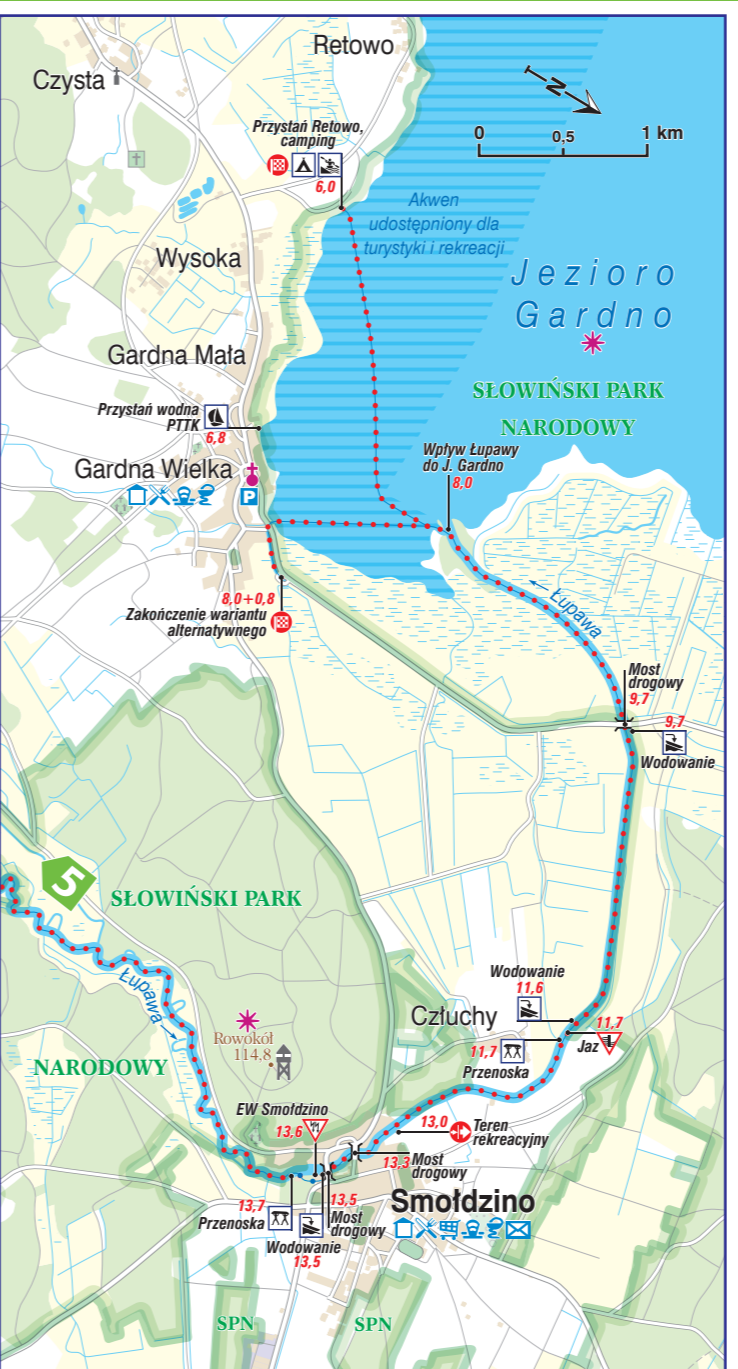 Retowo
Czysta
N
0 0,5 1 km
Przystań Retowo,
camping
6,0
Akwen
udostępniony dla
turystyki i rekreacji
Wysoka
Jezioro
Gardno
Gardna Mała
SŁOWIŃSKI PARK
NARODOWY
Przystań wodna
PTTK
6,8
Wpływ Łupawy
do J. Gardno
8,0
Gardna Wielka
P
8,0+0,8
Zakończenie wariantu
alternatywnego
Łupawa
Most
drogowy
9,7
9,7
Wodowanie
5
SŁOWIŃSKI PARK
Łupawa
NARODOWY
Rowokół
114,8
Wodowanie
11,6
Człuchy
11,7
Jaz
11,7
Przenoska
EW Smołdzino
13,6
13,0
Teren
rekreacyjny
13,3
Most
drogowy
Smołdzino
13,7
Przenoska
13,5
Most
drogowy
Wodowanie
13,5
SPN
SPN